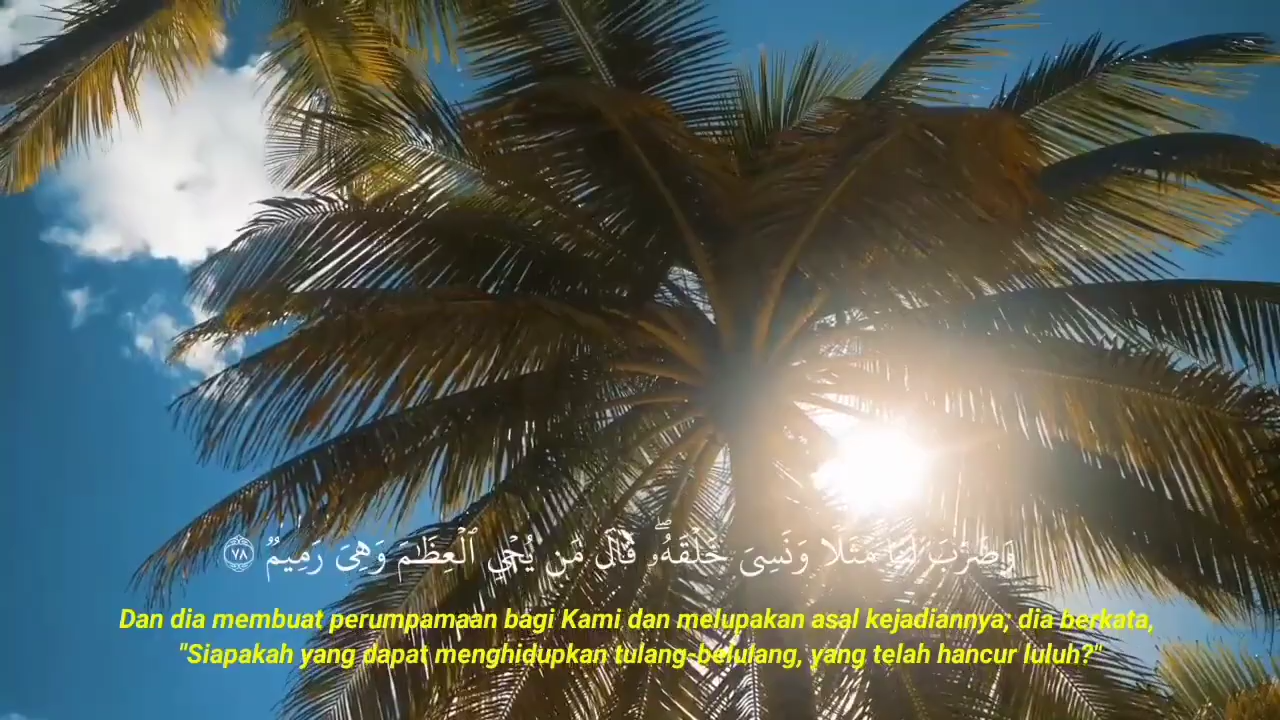 وَضَرَبَ لَنَا مَثَلًا وَنَسِىَ خَلْقَهُۥ ۖ قَالَ مَن يُحْىِ ٱلْعِظَٰمَ وَهِىَ رَمِيمٌ ٧٨
Dan dia membuat perumpamaan bagi Kami dan melupakan asal kejadiannya; dia berkata,
"Siapakah yang dapat menghidupkan tulang-belulang, yang telah hancur luluh?"